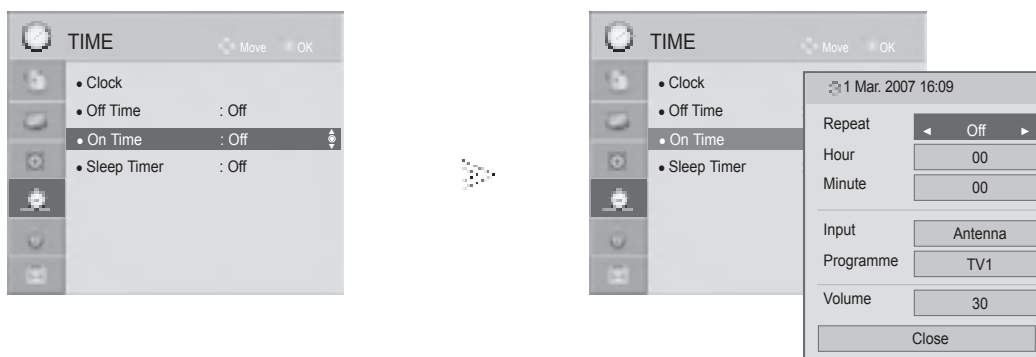 TIME
Move OK
• Clock
• Off Time : Off
• On Time : Off
• Sleep Timer : Off
TIME
Move OK
• Clock
• Off Time
• On Time
• Sleep Timer
1 Mar. 2007 16:09
Repeat ◄ Off ►
Hour 00
Minute 00
Input Antenna
Programme TV1
Volume 30
Close